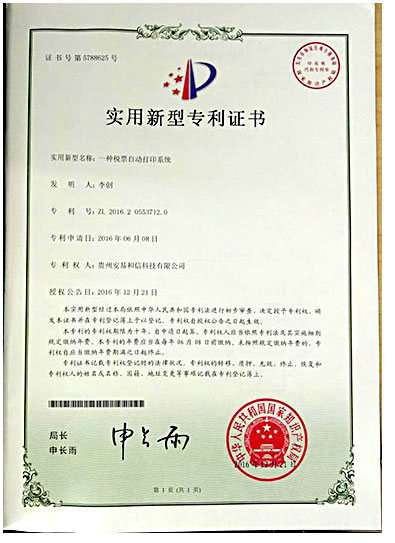 证书号第5788625号
实用新型专利证书
实用新型名称：一种税票自动打印系统
发明人：李剑
专利号：ZL 2016 2 0553712.0
专利申请日：2016年06月08日
专利权人：贵州安易和信科技有限公司
授权公告日：2016年12月21日
本实用新型经过本局依照中华人民共和国专利法进行初步审查，决定授予专利权，颁
发本证书并在专利登记簿上予以登记。专利权自授权公告之日起生效。
本专利的专利权期限为十年，自申请日起算。专利权人应当依照专利法及其实施细则
规定缴纳年费。本专利的年费应当在每年06月08日前缴纳。未按照规定缴纳年费的，专
利权自应当缴纳年费期满之日起终止。
专利证书记载专利权登记时的法律状况。专利权的转移、质押、无效、终止、恢复和
专利权人的姓名或名称、国籍、地址变更等事项记载在专利登记簿上。
局长
申长雨
申长雨
中华人民共和国国家知识产权局
2016年12月21日
第1页（共1页）